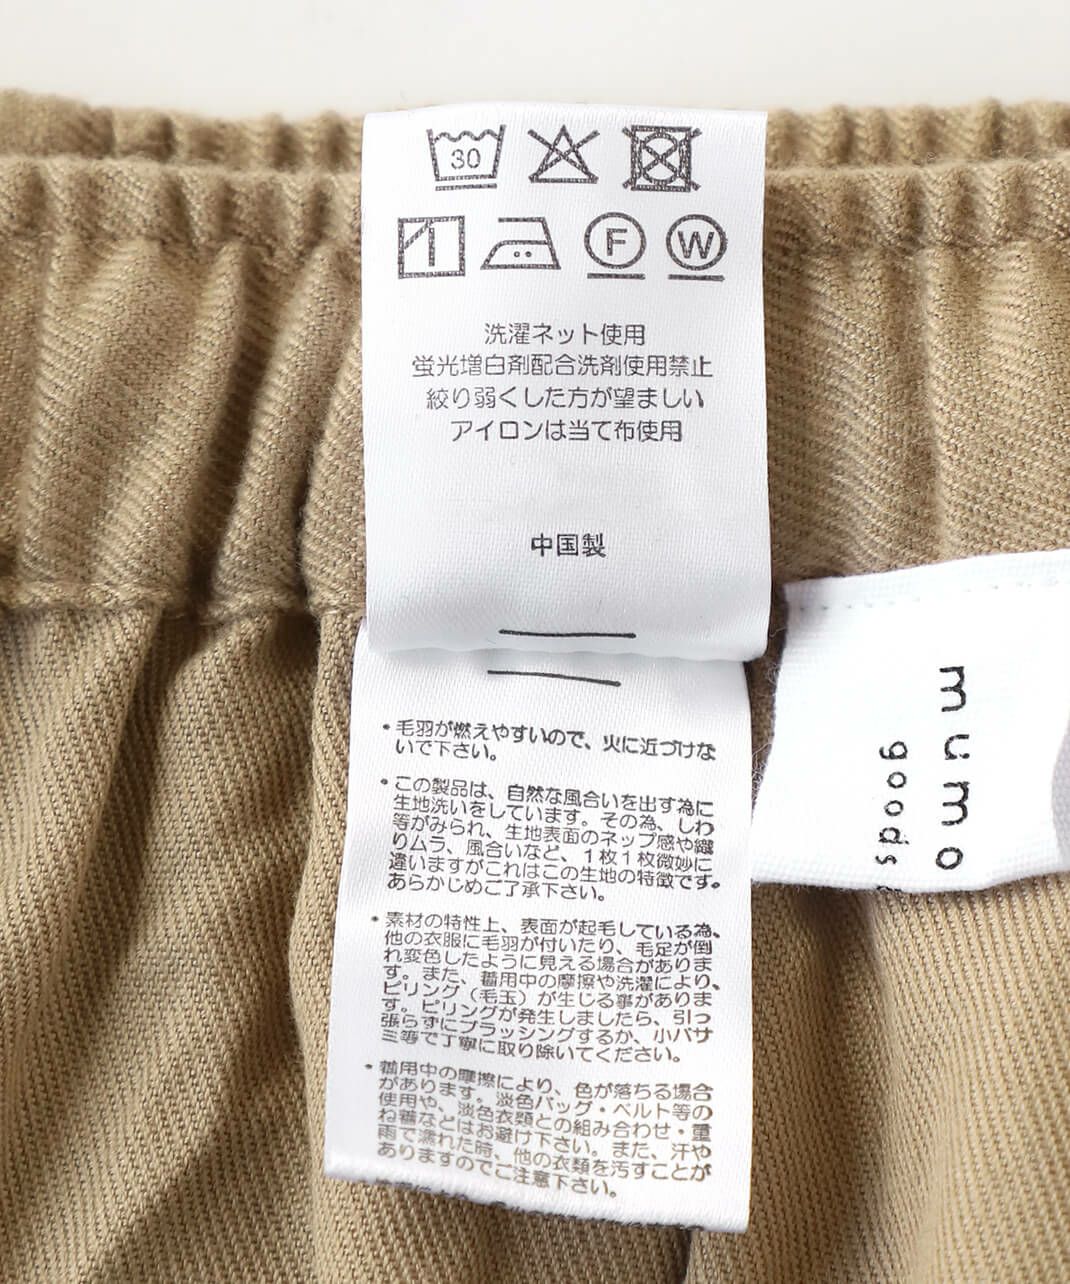 30
F
W
洗濯ネット使用
蛍光増白剤配合洗剤使用禁止
絞り弱くした方が望ましい
アイロンは当て布使用
中国製
・毛羽が燃えやすいので、火に近づけな
いで下さい。
・この製品は、自然な風合いを出す為に
生地洗いをしています。その為、しわ
等がみられ、生地表面のネップ感や織
りムラ、風合いなど、1枚1枚微妙に
違いますがこれはこの生地の特徴です。
あらかじめご了承下さい。
・素材の特性上、表面が起毛している為、
他の衣服に毛羽が付いたり、毛足が倒
れ変色したように見える場合がありま
す。また、着用中の摩擦や洗濯により、
ピリング（毛玉）が生じる事がありま
す。ピリングが発生しましたら、引っ
張らずにブラッシングするか、小バサ
ミ等で丁寧に取り除いてください。
・着用中の摩擦により、色が落ちる場合
があります。淡色バッグ・ベルト等の
使用や、淡色衣類との組み合わせ・重
ね着などはお避け下さい。また、汗や
雨で濡れた時、他の衣類を汚すことが
ありますのでご注意下さい。
mumo
goods